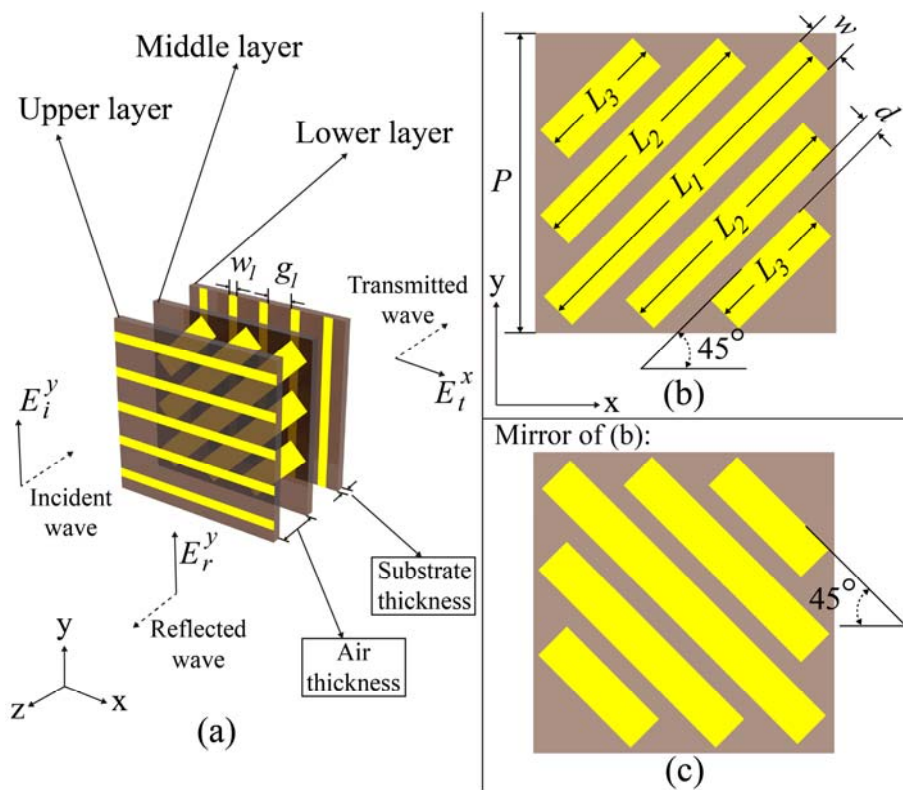 Middle layer
Upper layer
Lower layer
w_l
g_l
Transmitted
wave
E_i^y
E_t^x
Incident
wave
E_r^y
Reflected
wave
Substrate
thickness
Air
thickness
y
z
x
(a)
w
d
P
L_3
L_2
L_1
L_2
L_3
45°
y
x
(b)
Mirror of (b):
45°
(c)